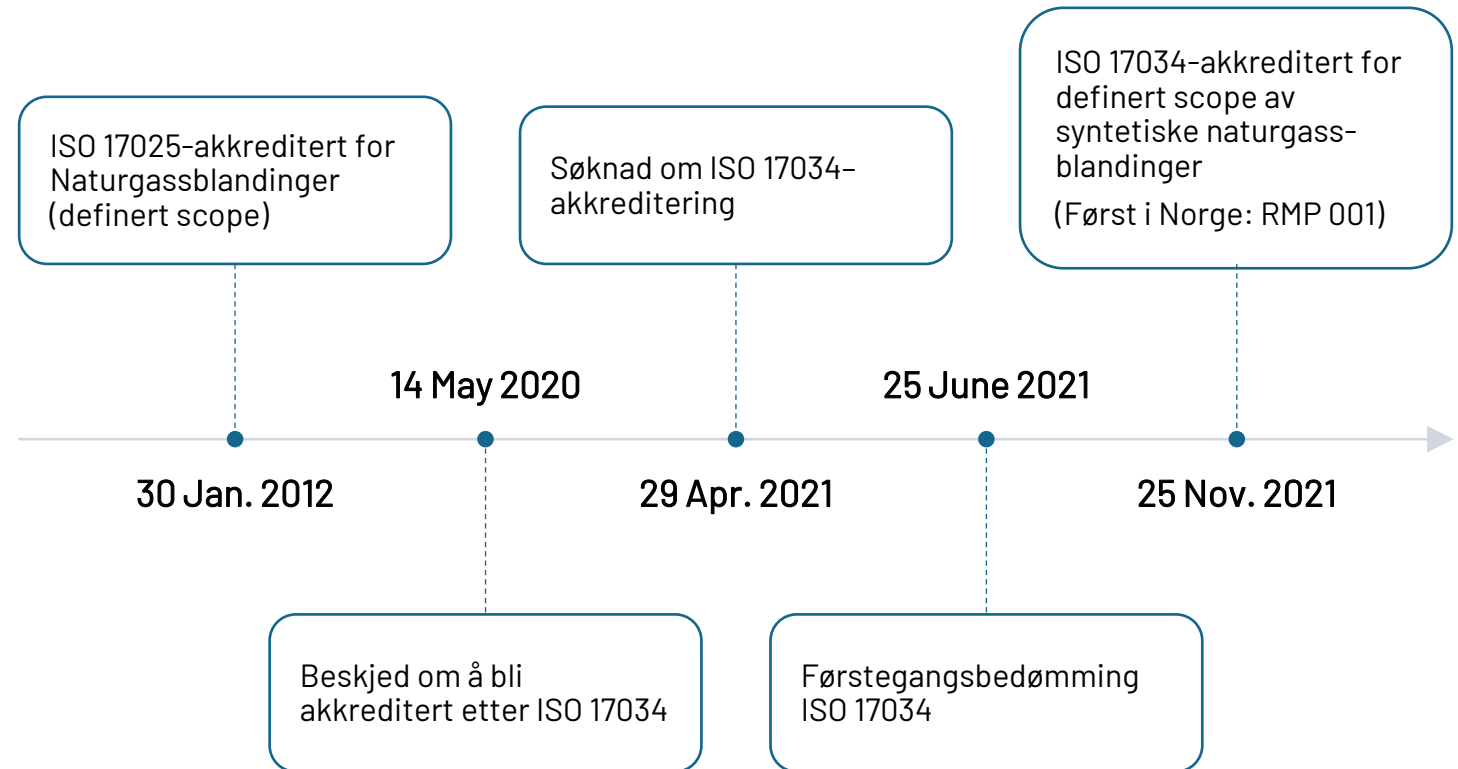 ISO 17025-akkreditert for
Naturgassblandinger
(definert scope)
Søknad om ISO 17034-
akkreditering
ISO 17034-akkreditert for
definert scope av
syntetiske naturgass-
blandinger
(Først i Norge: RMP 001)
14 May 2020
25 June 2021
30 Jan. 2012
29 Apr. 2021
25 Nov. 2021
Beskjed om å bli
akkreditert etter ISO 17034
Førstegangsbedømming
ISO 17034